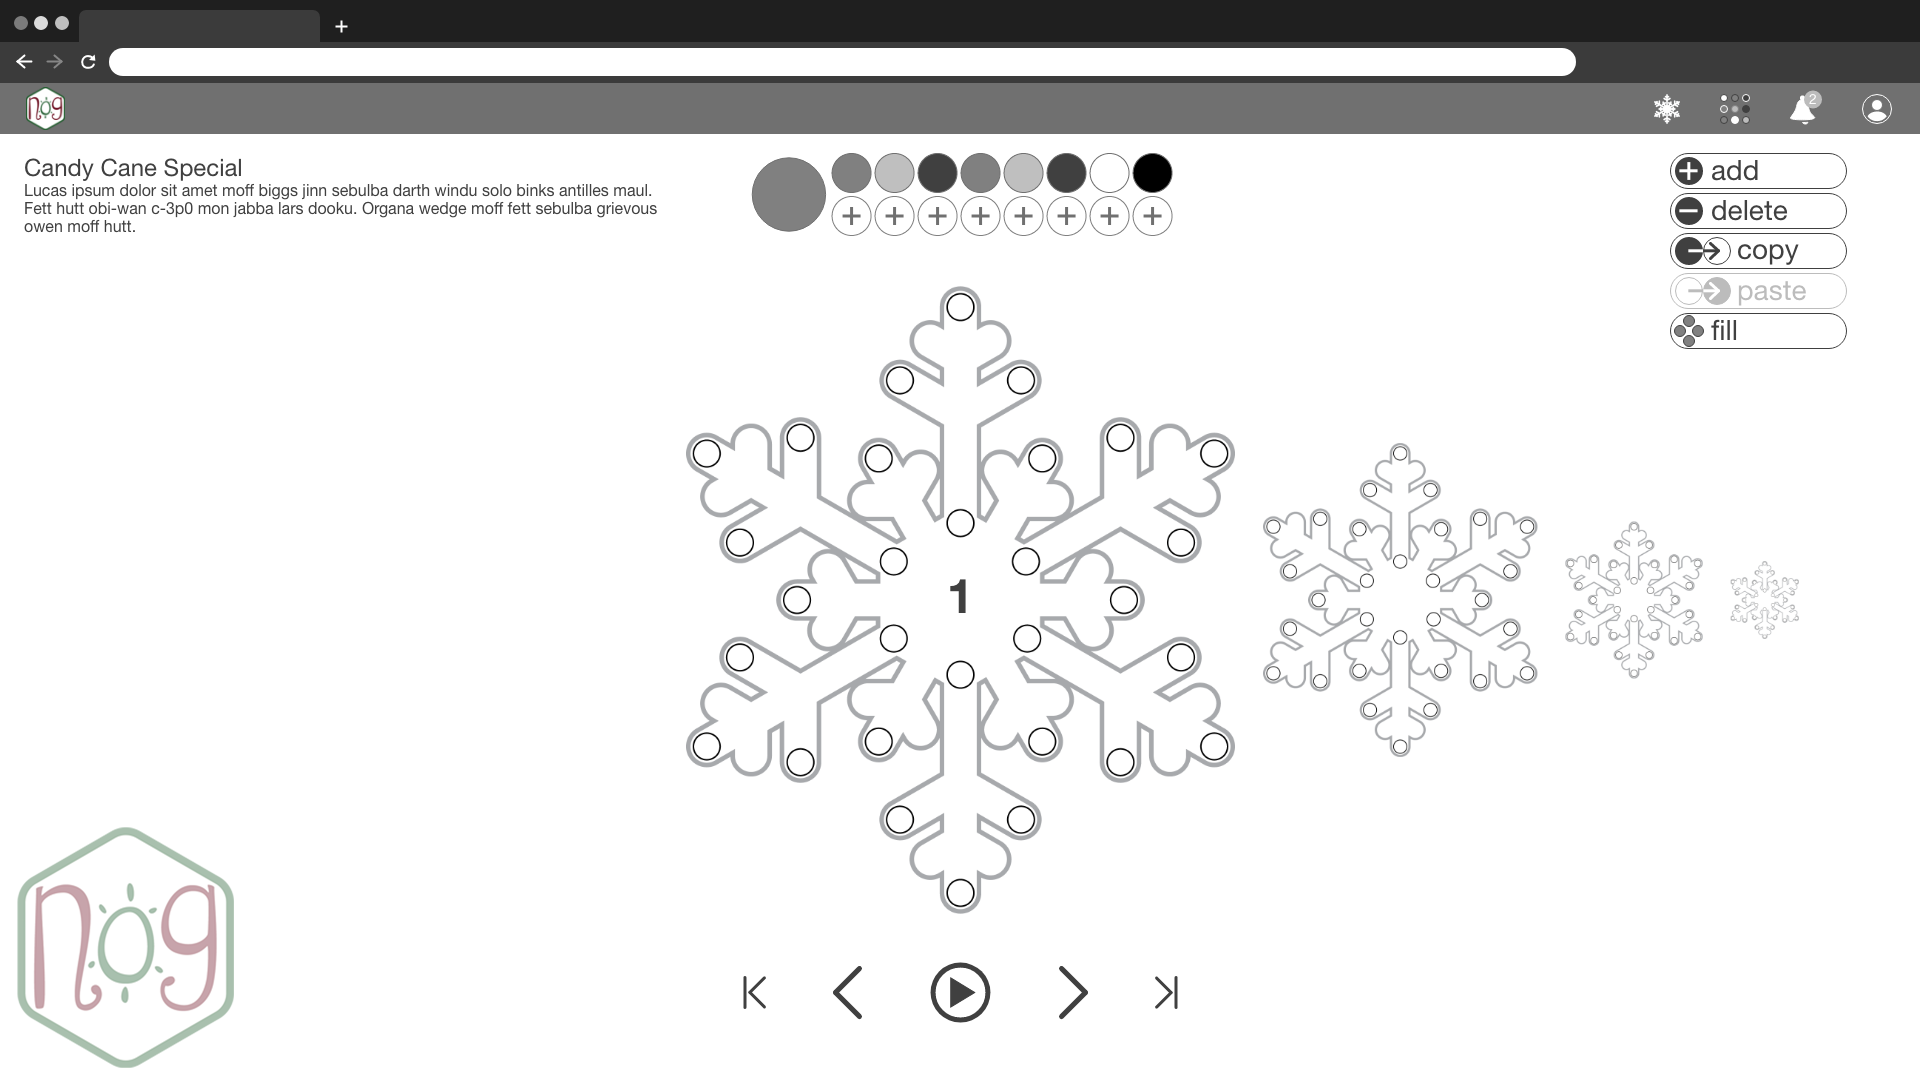 nog
2
Candy Cane Special
Lucas ipsum dolor sit amet moff biggs jinn sebulba darth windu solo binks antilles maul.
Fett hutt obi-wan c-3p0 mon jabba lars dooku. Organa wedge moff fett sebulba grievous
owen moff hutt.
add
delete
copy
paste
fill
1
nog